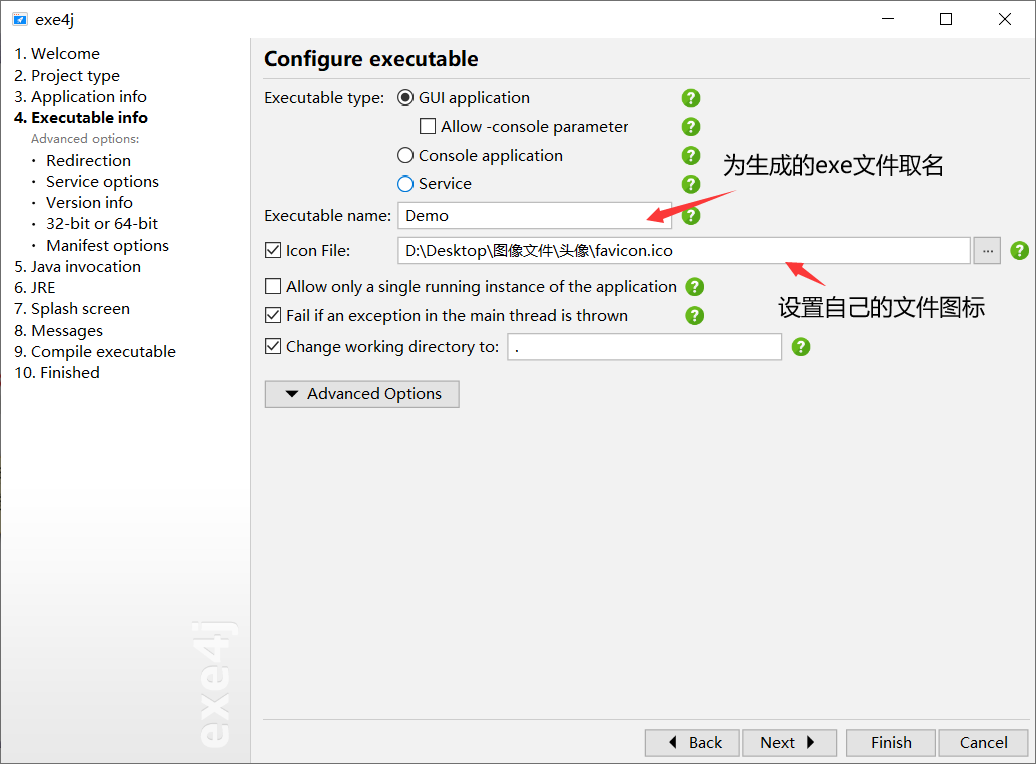 exe4j
1. Welcome
2. Project type
3. Application info
4. Executable info
Advanced options:
· Redirection
· Service options
· Version info
· 32-bit or 64-bit
· Manifest options
5. Java invocation
6. JRE
7. Splash screen
8. Messages
9. Compile executable
10. Finished
exe4j
Configure executable
Executable type: GUI application ?
Allow -console parameter ?
Console application ?
Service ?
为生成的exe文件取名
Executable name: Demo ?
Icon File: D:\Desktop\图像文件\头像\favicon.ico ... ?
设置自己的文件图标
Allow only a single running instance of the application ?
Fail if an exception in the main thread is thrown ?
Change working directory to: . ?
Advanced Options
Back Next Finish Cancel